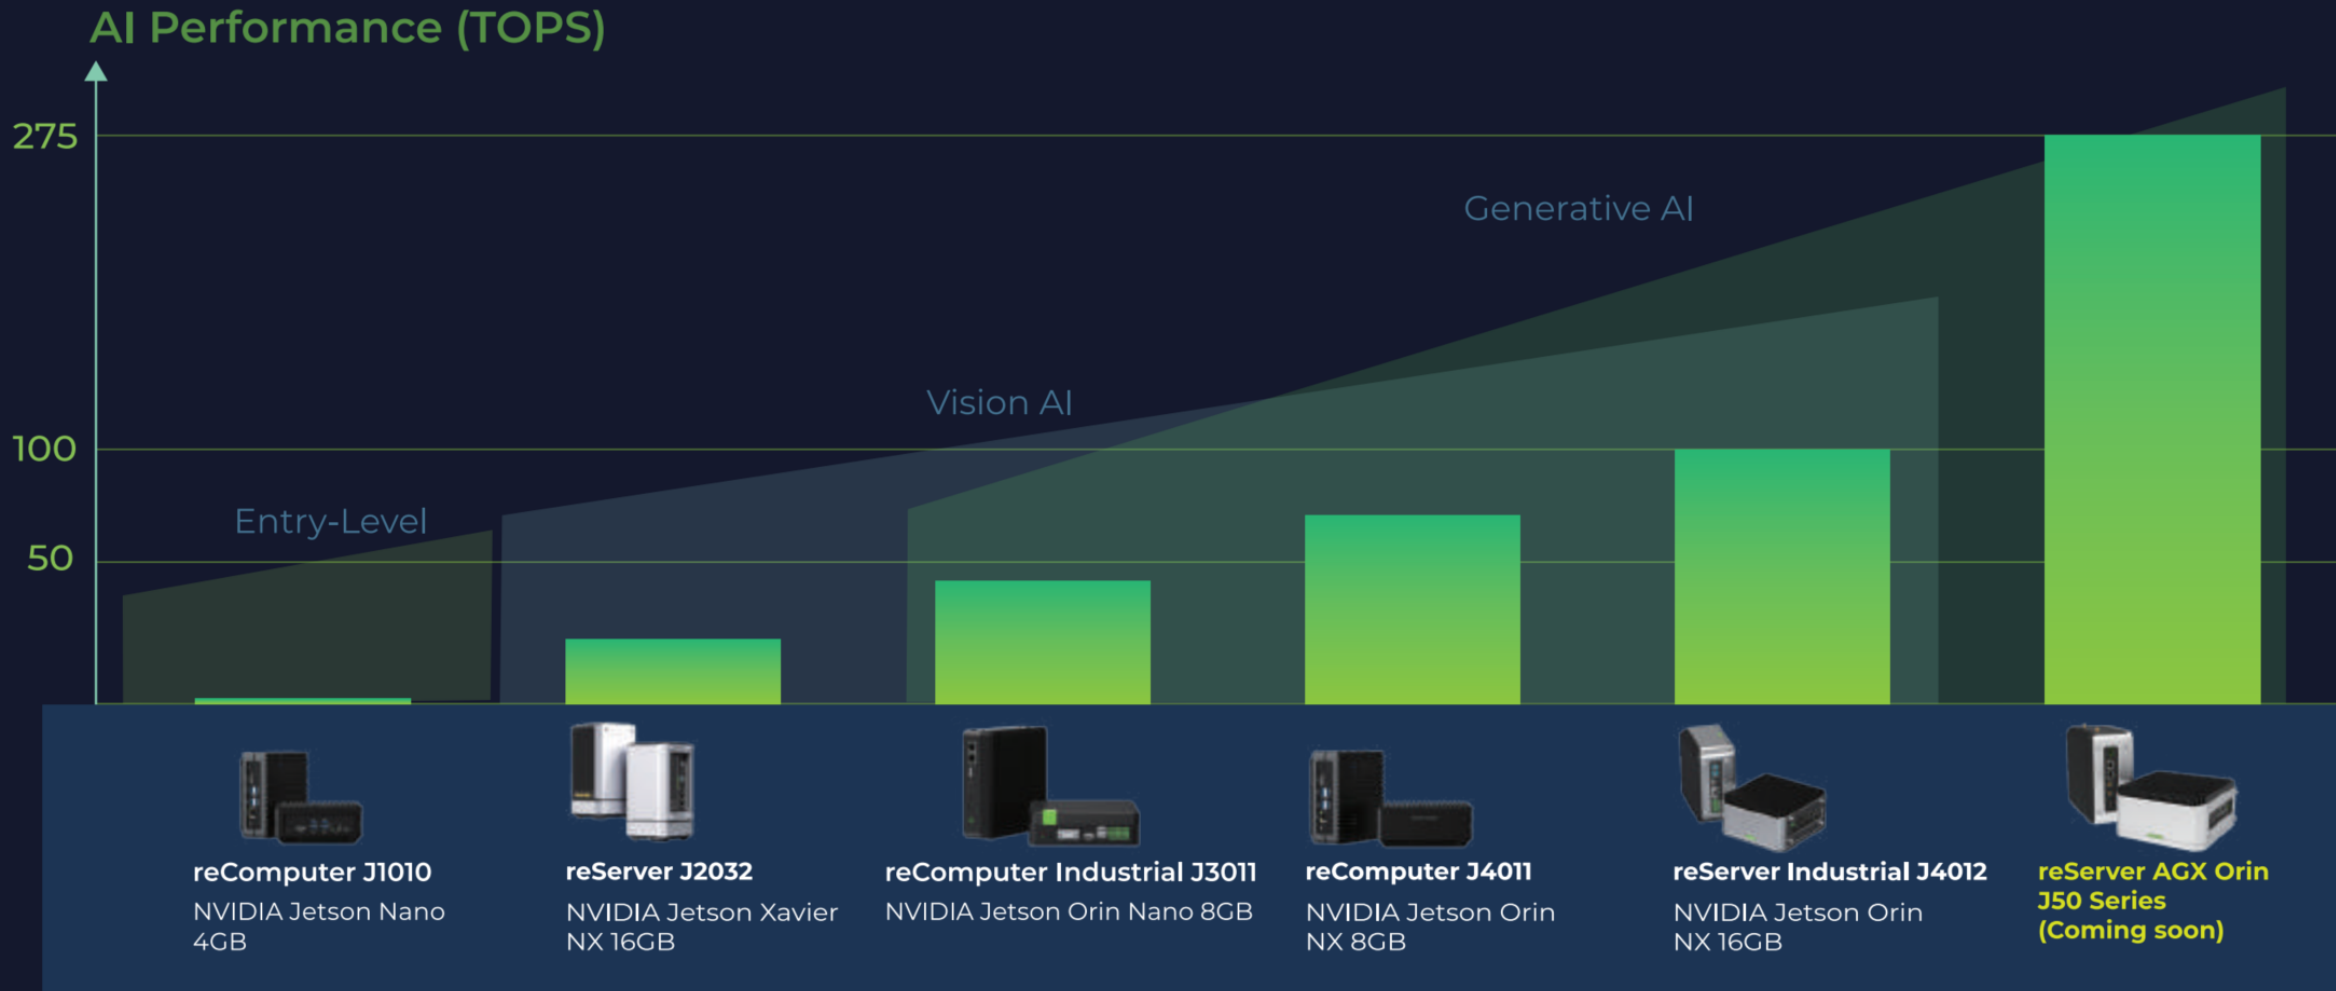 AI Performance (TOPS)
275
Generative AI
Vision AI
100
Entry-Level
50
reComputer J1010
NVIDIA Jetson Nano
4GB
reServer J2032
NVIDIA Jetson Xavier
NX 16GB
reComputer Industrial J3011
NVIDIA Jetson Orin Nano 8GB
reComputer J4011
NVIDIA Jetson Orin
NX 8GB
reServer Industrial J4012
NVIDIA Jetson Orin
NX 16GB
reServer AGX Orin
J50 Series
(Coming soon)